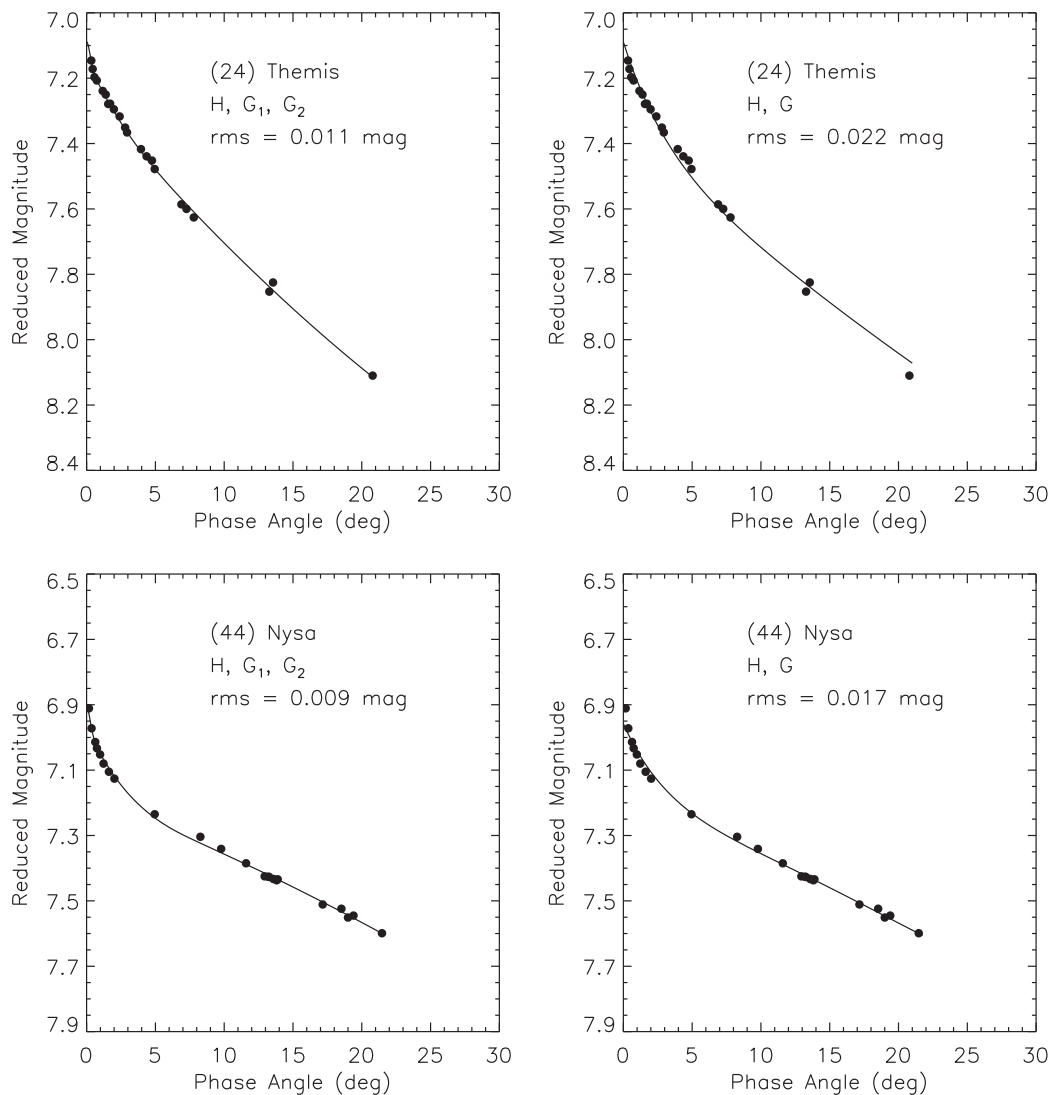 7.0
7.2
7.4
7.6
7.8
8.0
8.2
8.4
Reduced Magnitude
(24) Themis
H, G₁, G₂
rms = 0.011 mag
0 5 10 15 20 25 30
Phase Angle (deg)
7.0
7.2
7.4
7.6
7.8
8.0
8.2
8.4
Reduced Magnitude
(24) Themis
H, G
rms = 0.022 mag
0 5 10 15 20 25 30
Phase Angle (deg)
6.5
6.7
6.9
7.1
7.3
7.5
7.7
7.9
Reduced Magnitude
(44) Nysa
H, G₁, G₂
rms = 0.009 mag
0 5 10 15 20 25 30
Phase Angle (deg)
6.5
6.7
6.9
7.1
7.3
7.5
7.7
7.9
Reduced Magnitude
(44) Nysa
H, G
rms = 0.017 mag
0 5 10 15 20 25 30
Phase Angle (deg)